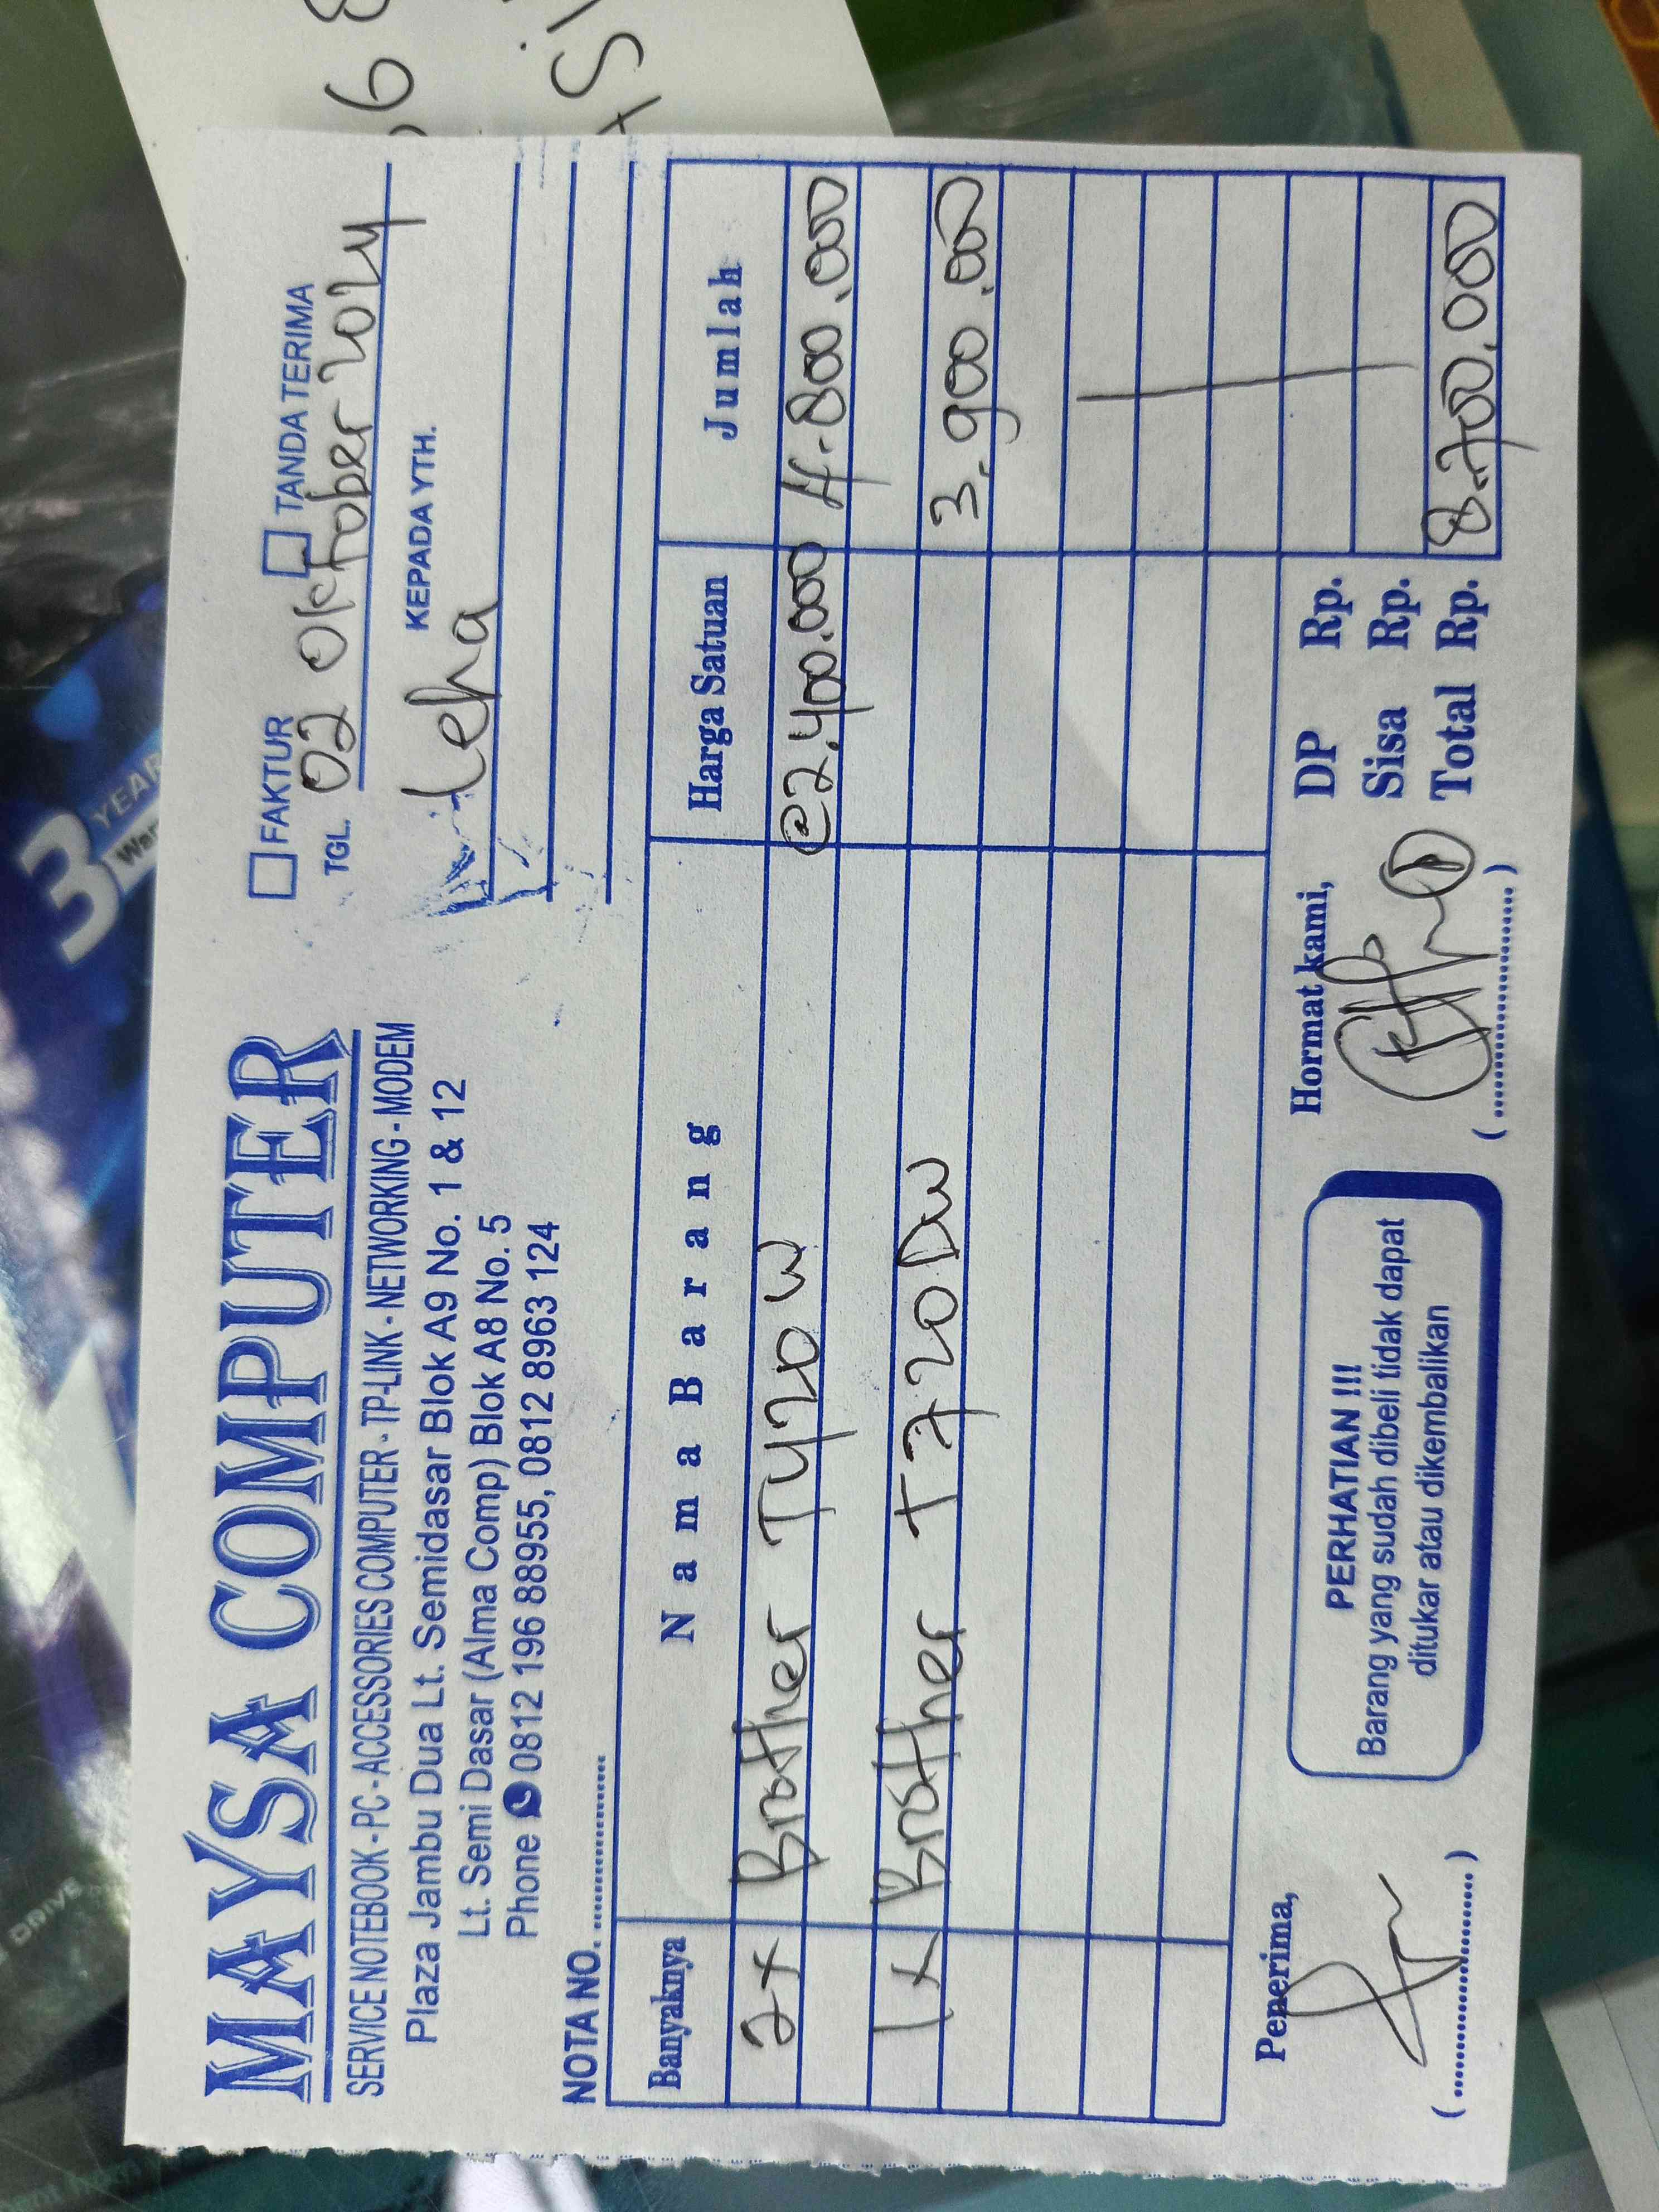 MAYSA COMPUTER
SERVICE NOTEBOOK - PC - ACCESSORIES COMPUTER - TP-LINK - NETWORKING - MODEM
Plaza Jambu Dua Lt. Semidasar Blok A9 No. 1 & 12
Lt. Semi Dasar (Alma Comp) Blok A8 No. 5
Phone 0812 196 88955, 0812 8963 124
NOTA NO. ....................
FAKTUR TANDA TERIMA
TGL. 02 Oktober 2024
KEPADA YTH.
Leha
Banyaknya Nama Barang Harga Satuan Jumlah
2x Brother T420W @2.400.000 4.800.000
1x Brother T720DW 3.900.000
Penerima,
(........................)
PERHATIAN !!!
Barang yang sudah dibeli tidak dapat
ditukar atau dikembalikan
Hormat kami,
(........................)
DP Rp.
Sisa Rp.
Total Rp. 8.700.000
3
YEAR
DRIVE